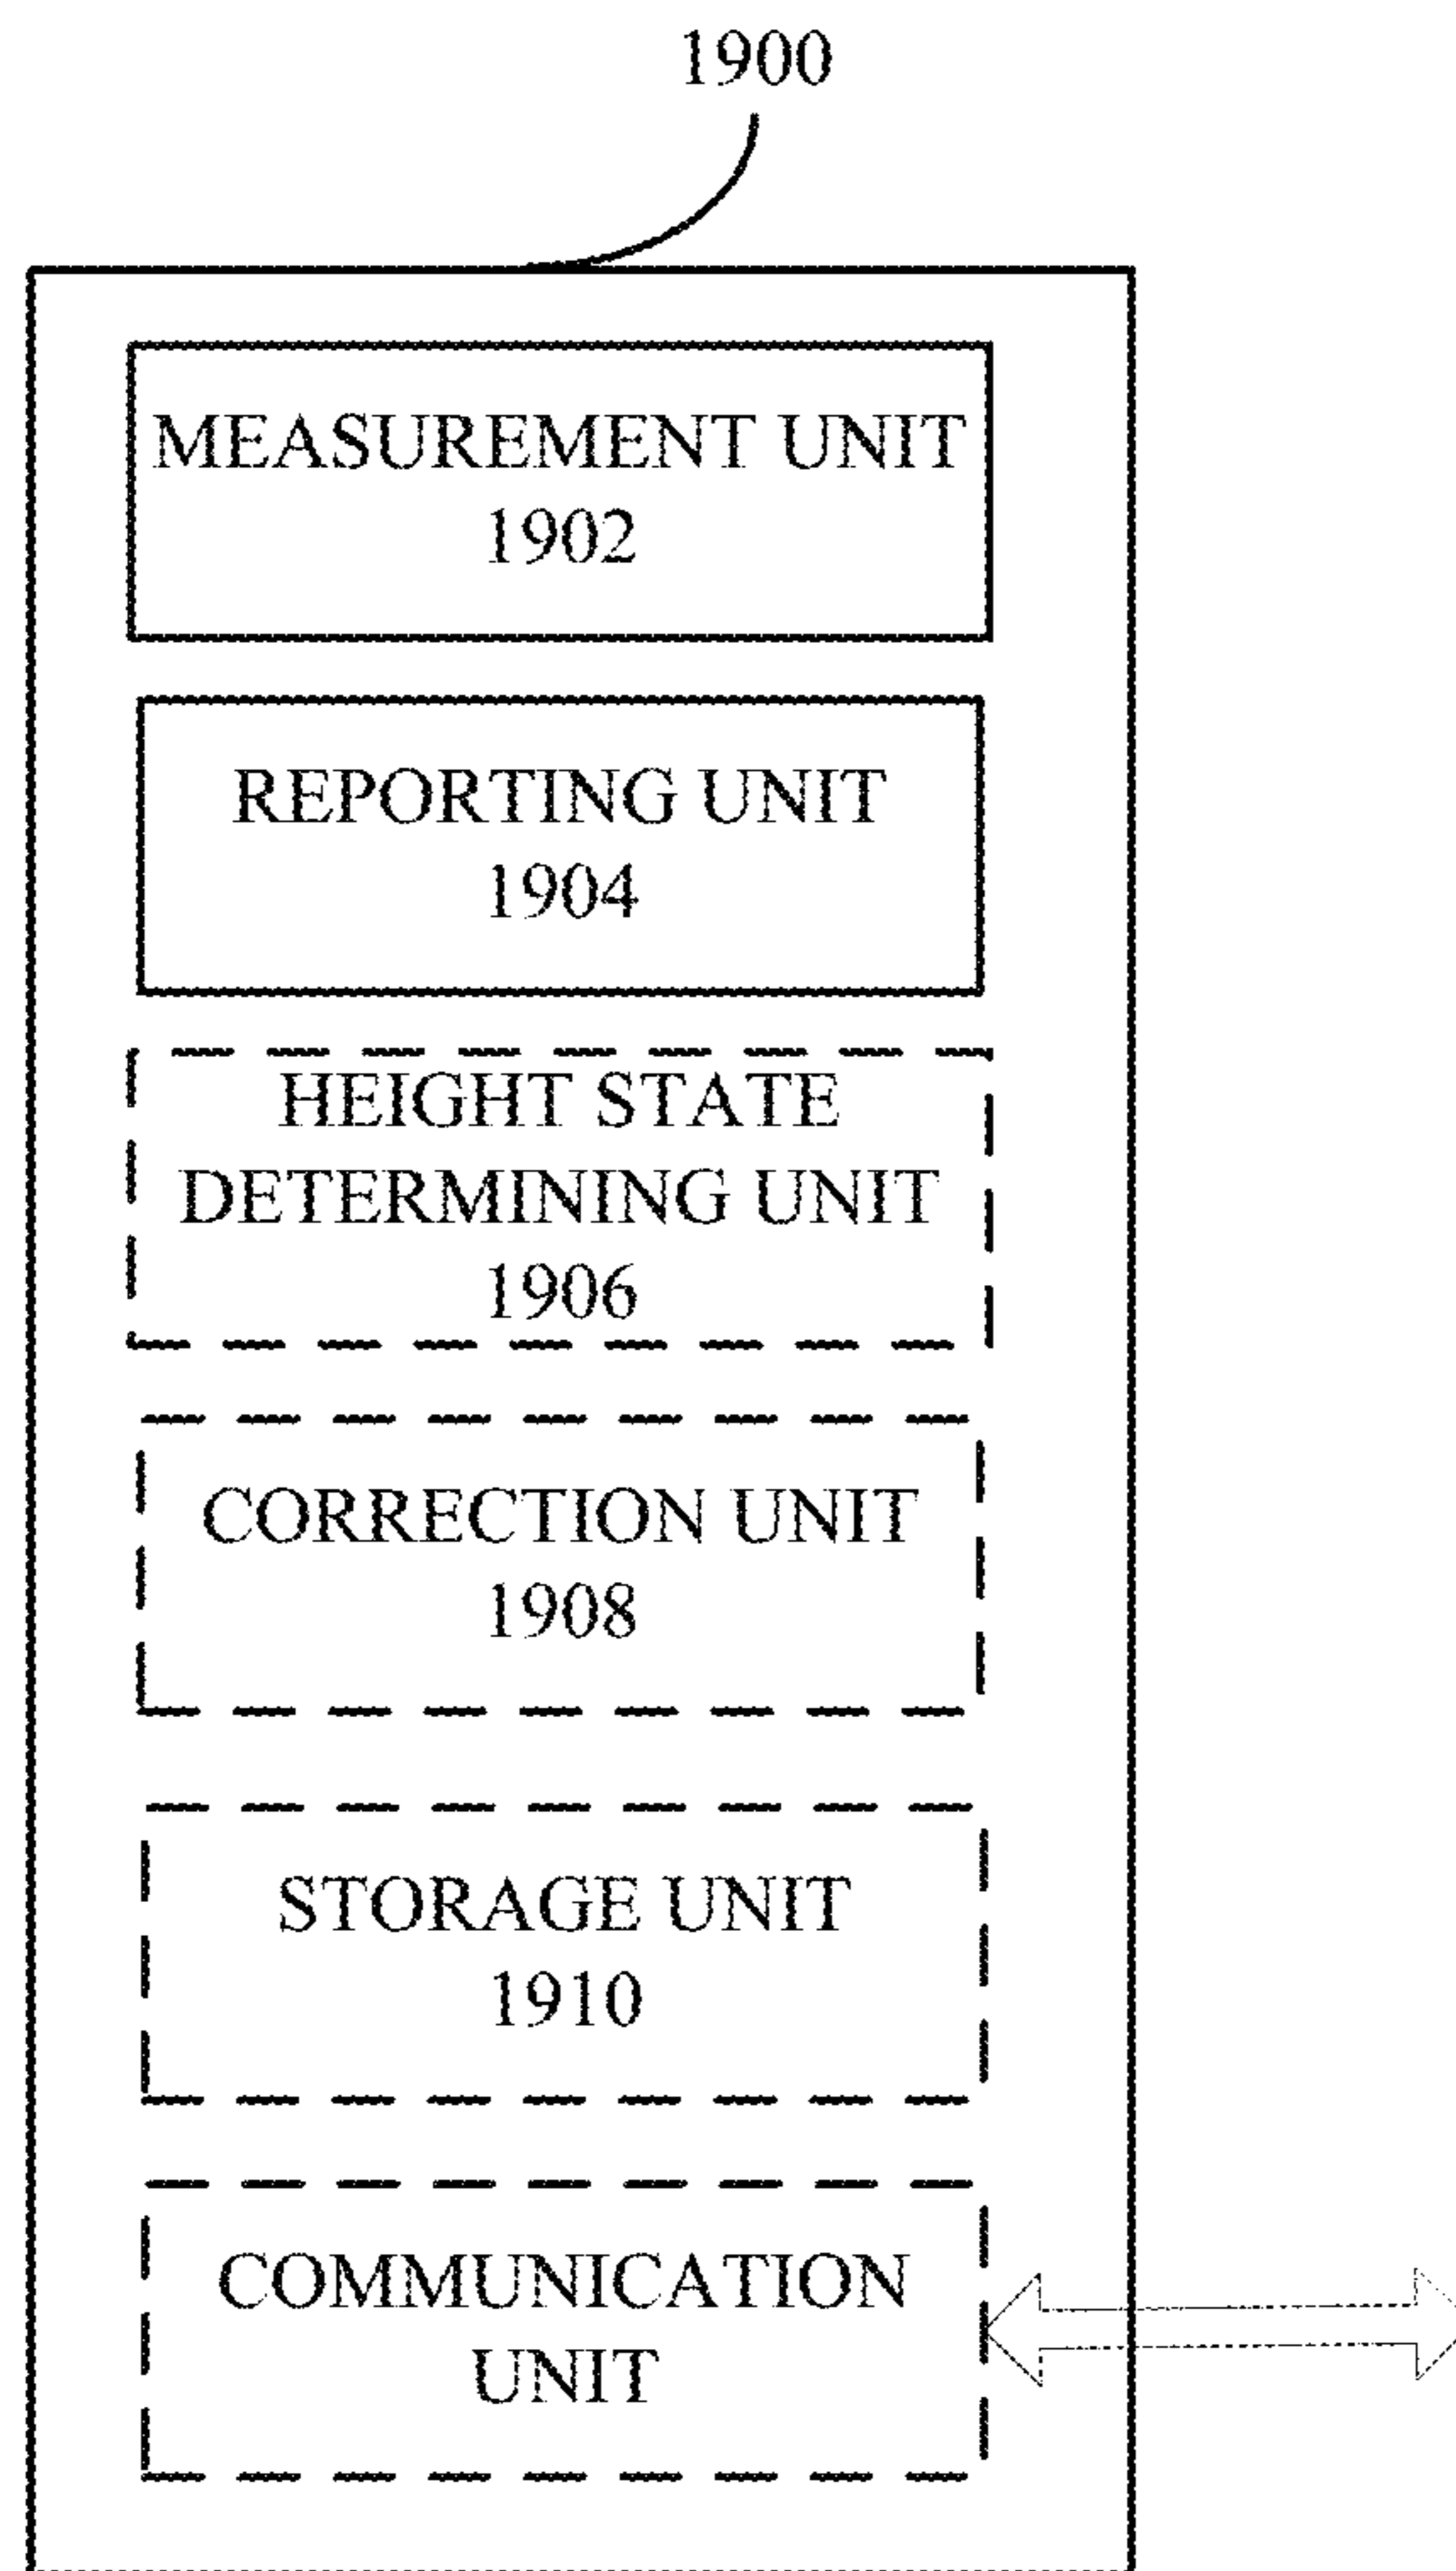 1900
MEASUREMENT UNIT
1902
REPORTING UNIT
1904
HEIGHT STATE
DETERMINING UNIT
1906
CORRECTION UNIT
1908
STORAGE UNIT
1910
COMMUNICATION
UNIT